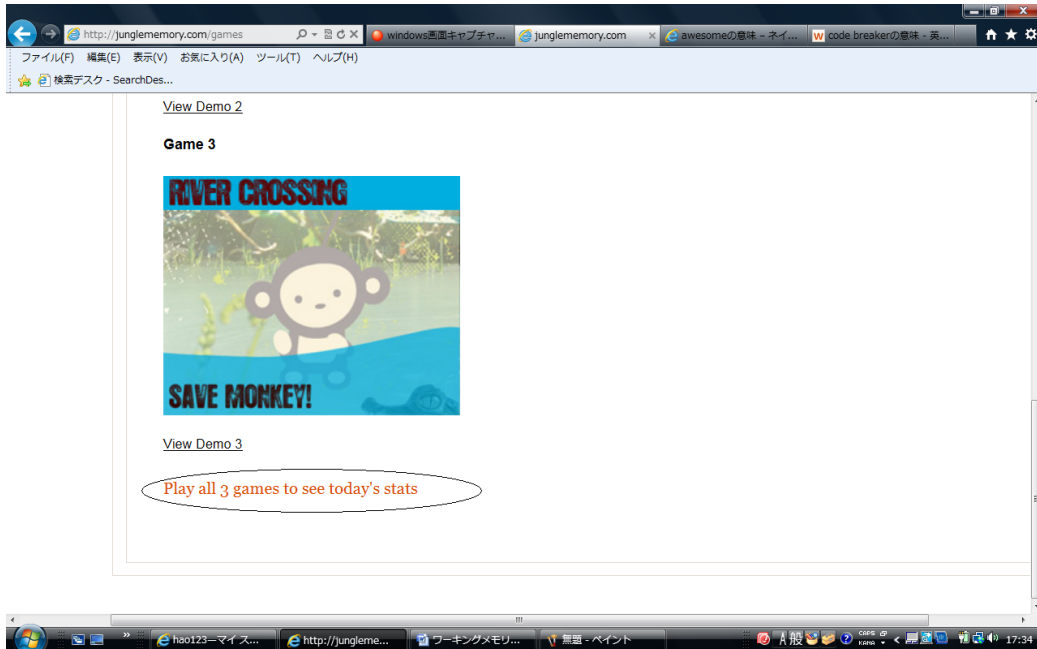 http://junglememory.com/games
windows画面キャプチャ...
junglememory.com
awesomeの意味 – ネイ...
code breakerの意味 - 英...
ファイル(F) 編集(E) 表示(V) お気に入り(A) ツール(T) ヘルプ(H)
検索デスク - SearchDes...
View Demo 2
Game 3
RIVER CROSSING
SAVE MONKEY!
View Demo 3
Play all 3 games to see today's stats
hao123—マイ ス...
http://jungleme...
ワーキングメモリ...
無題 - ペイント
A 般
CAPS
KANA
17:34